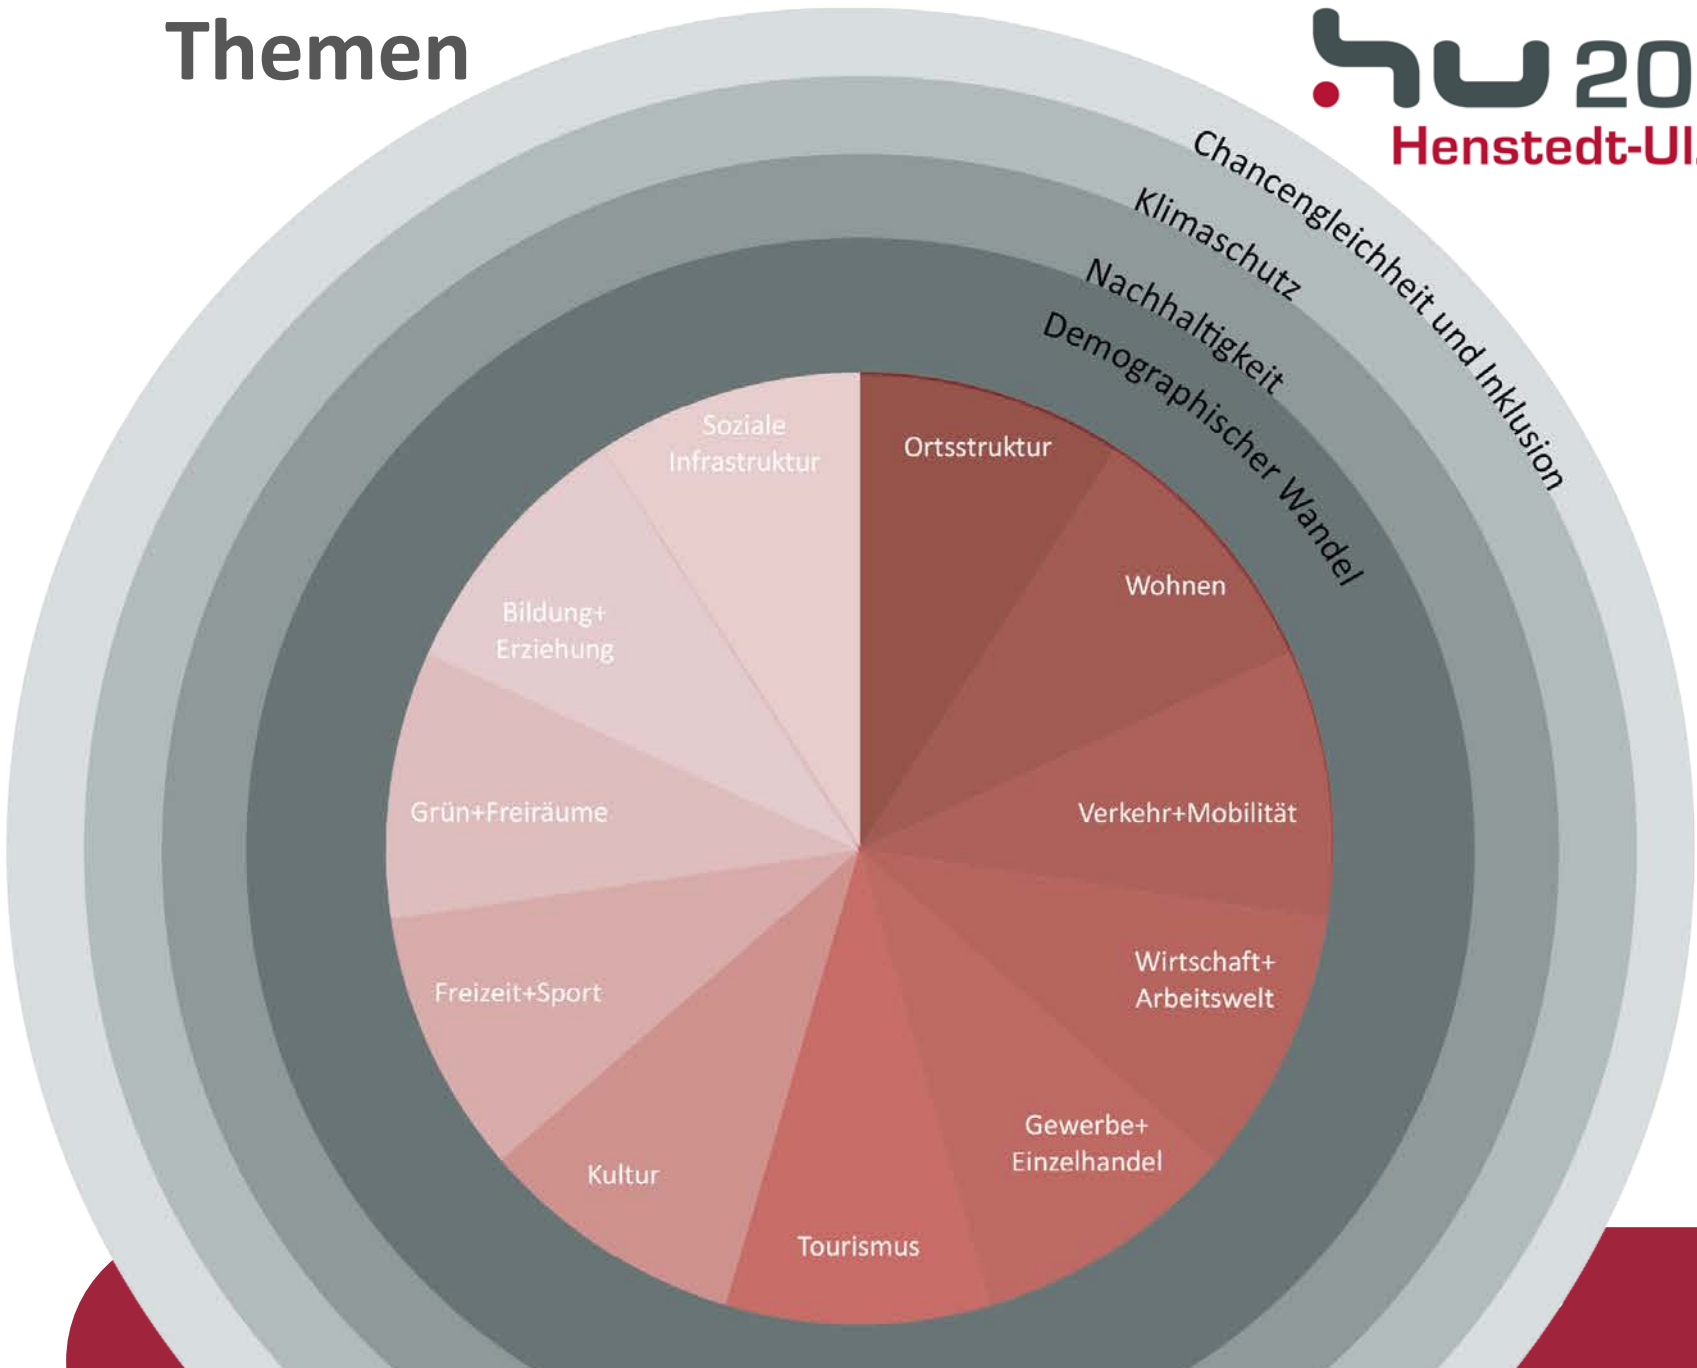 Themen
hu 20
Henstedt-Ul
Chancengleichheit und Inklusion
Klimaschutz
Nachhaltigkeit
Demographischer Wandel
Soziale
Infrastruktur
Ortsstruktur
Wohnen
Bildung+
Erziehung
Grün+Freiräume
Verkehr+Mobilität
Wirtschaft+
Arbeitswelt
Freizeit+Sport
Gewerbe+
Einzelhandel
Kultur
Tourismus